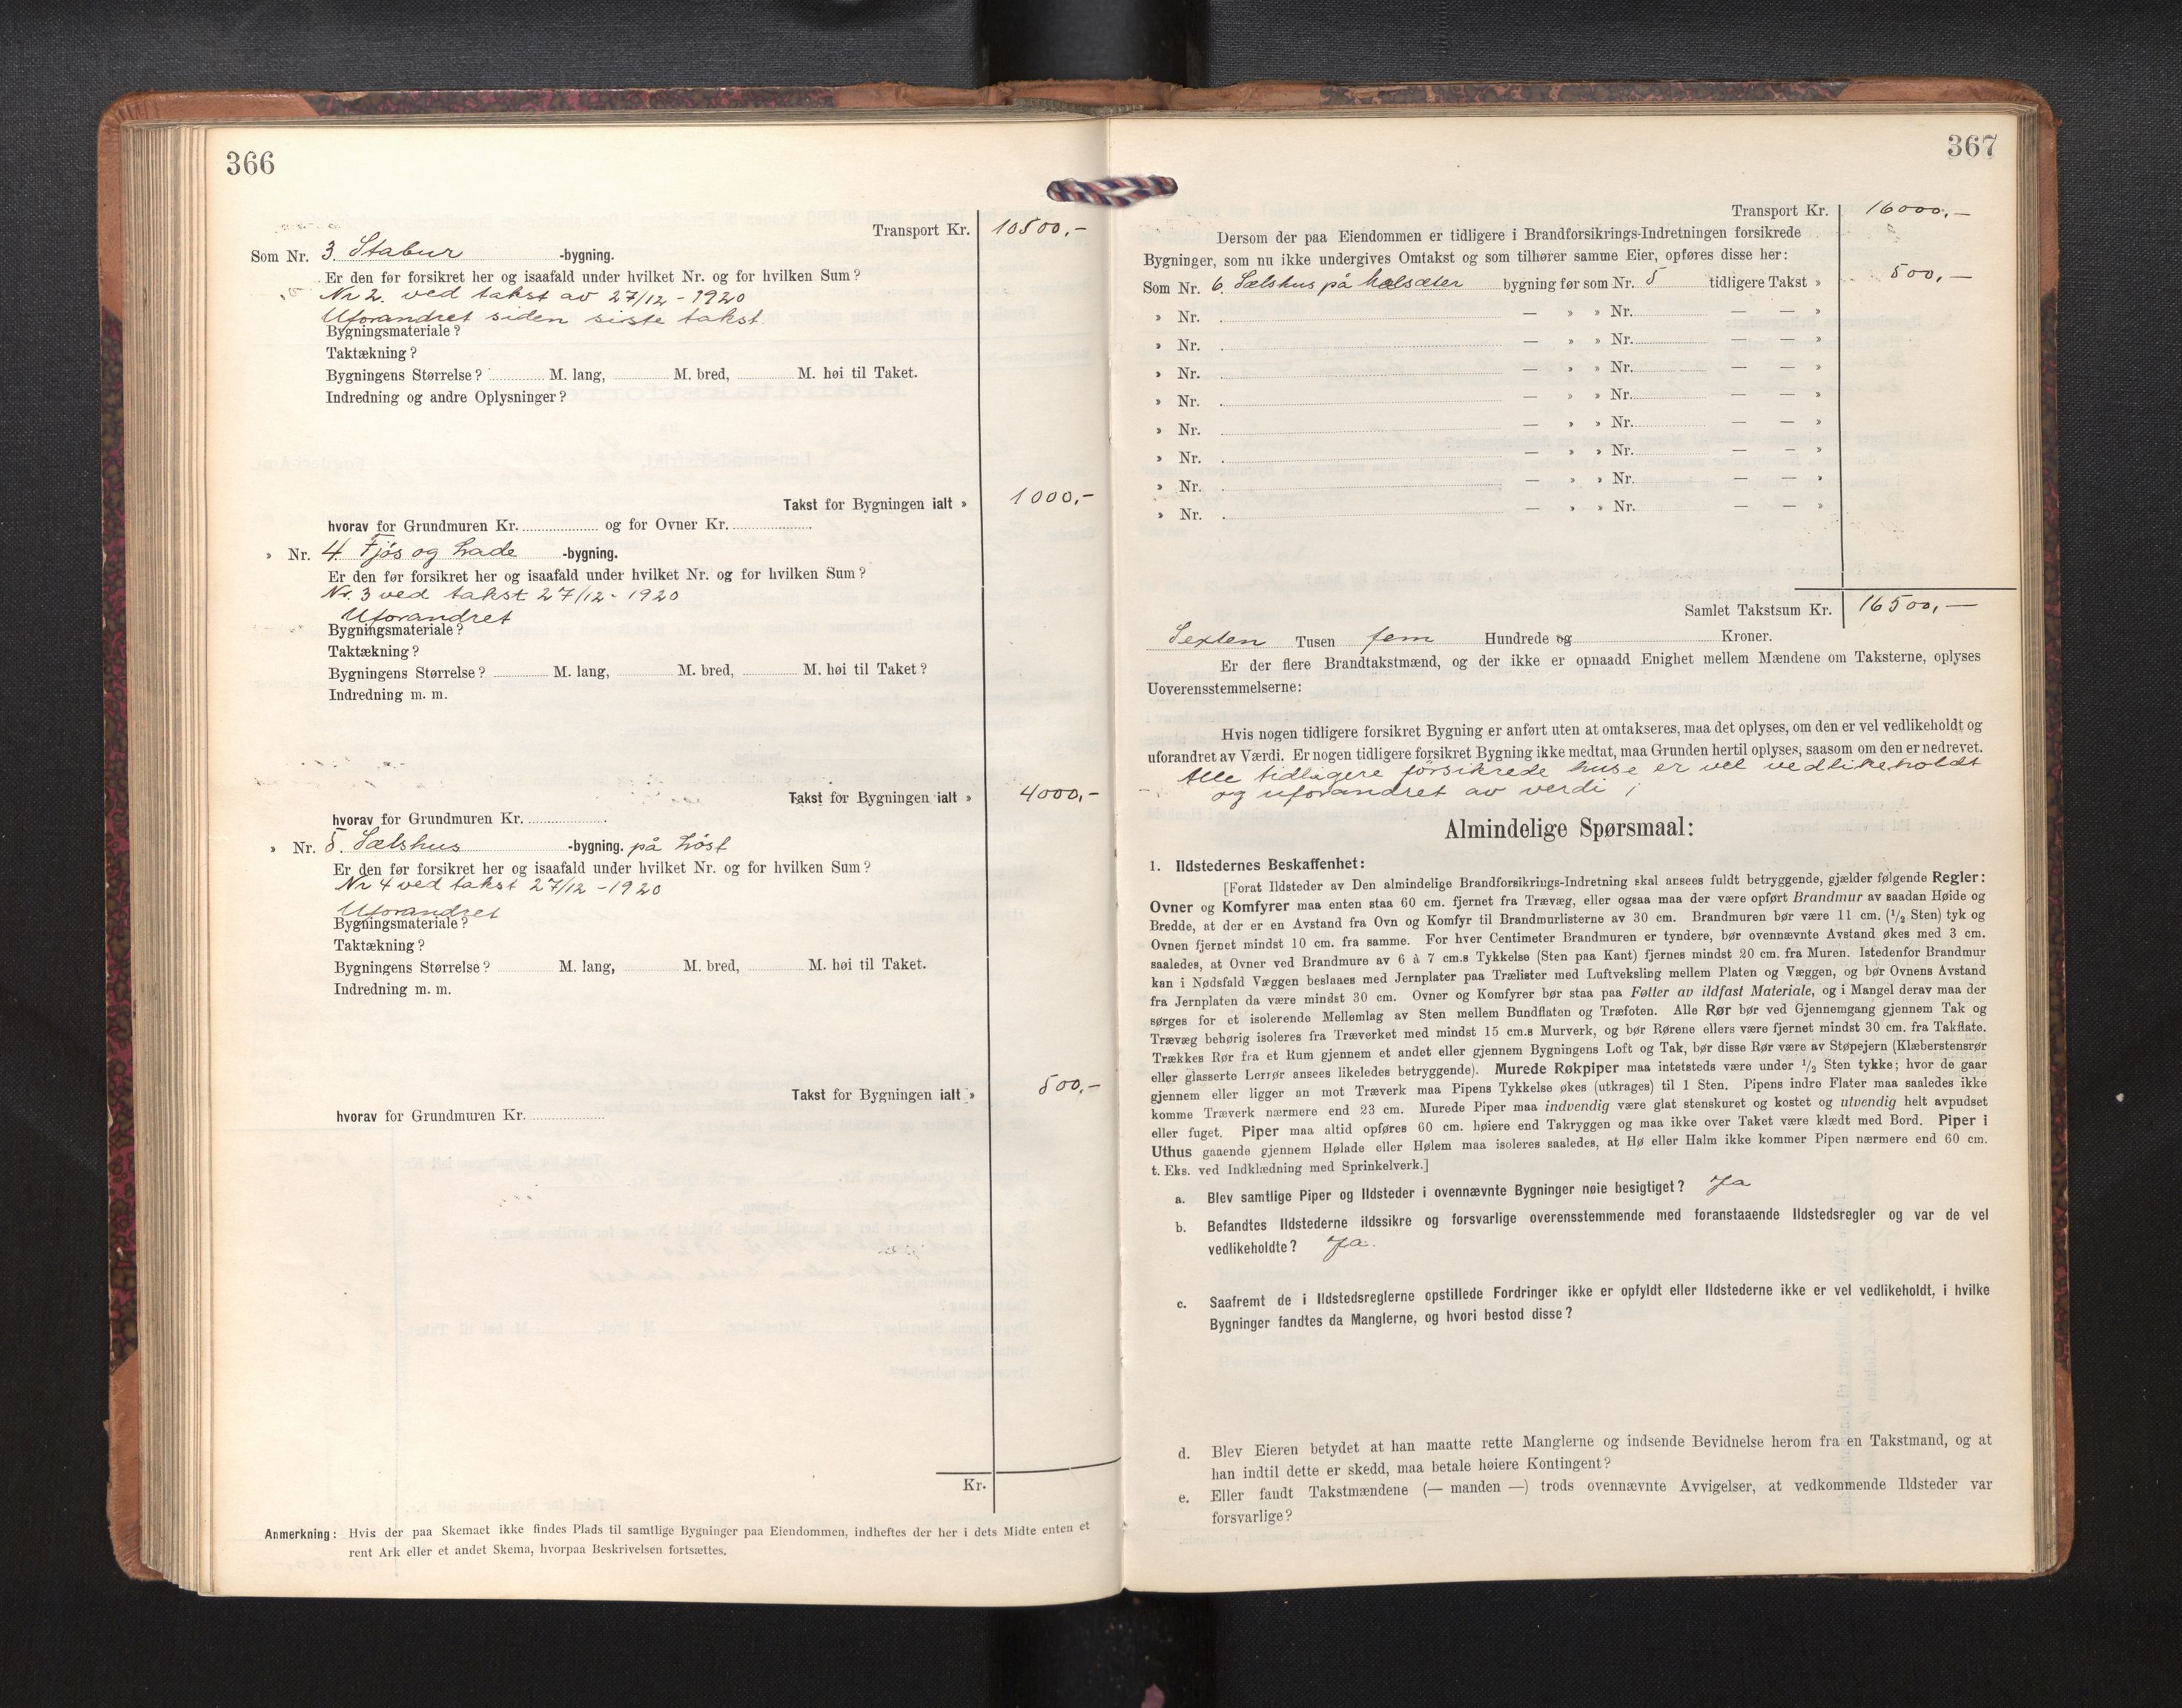 366
Transport Kr. 10500,-
Som Nr. 3. Stabur -bygning.
Er den før forsikret her og isaafald under hvilket Nr. og for hvilken Sum?
Nr 2. ved takst av 27/12 - 1920
Uforandret siden siste takst
Bygningsmateriale?
Taktækning?
Bygningens Størrelse? M. lang, M. bred, M. høi til Taket.
Indredning og andre Oplysninger?
Takst for Bygningen ialt » 1000,-
hvorav for Grundmuren Kr. og for Ovner Kr.
» Nr. 4. Fjøs og Lade -bygning.
Er den før forsikret her og isaafald under hvilket Nr. og for hvilken Sum?
Nr. 3 ved takst 27/12 - 1920
Uforandret
Bygningsmateriale?
Taktækning?
Bygningens Størrelse? M. lang, M. bred, M. høi til Taket?
Indredning m. m.
Takst for Bygningen ialt » 4000,-
hvorav for Grundmuren Kr.
» Nr. 5. Sælshus -bygning. på Løst
Er den før forsikret her og isaafald under hvilket Nr. og for hvilken Sum?
Nr 4 ved takst 27/12 - 1920
Uforandret
Bygningsmateriale?
Taktækning?
Bygningens Størrelse? M. lang, M. bred, M. høi til Taket.
Indredning m. m.
Takst for Bygningen ialt » 500,-
hvorav for Grundmuren Kr.
Kr.
Anmerkning: Hvis der paa Skemaet ikke findes Plads til samtlige Bygninger paa Eiendommen, indheftes der her i dets Midte enten et
rent Ark eller et andet Skema, hvorpaa Beskrivelsen fortsættes.
367
Transport Kr. 16000,-
Dersom der paa Eiendommen er tidligere i Brandforsikrings-Indretningen forsikrede
Bygninger, som nu ikke undergives Omtakst og som tilhører samme Eier, opføres disse her:
Som Nr. 6. Sælshus på bygning før som Nr. 5 tidligere Takst » 500,-
» Nr. — » » Nr. — — »
» Nr. — » » Nr. — — »
» Nr. — » » Nr. — — »
» Nr. — » » Nr. — — »
» Nr. — » » Nr. — — »
» Nr. — » » Nr. — — »
» Nr. — » » Nr. — — »
» Nr. — » » Nr. — — »
Samlet Takstsum Kr. 16500,-
Sexten Tusen fem Hundrede og Kroner.
Er der flere Brandtakstmænd, og der ikke er opnaadd Enighet mellem Mændene om Taksterne, oplyses
Uoverensstemmelserne:
Hvis nogen tidligere forsikret Bygning er anført uten at omtakseres, maa det oplyses, om den er vel vedlikeholdt og
uforandret av Værdi. Er nogen tidligere forsikret Bygning ikke medtat, maa Grunden hertil oplyses, saasom om den er nedrevet.
Alle tidligere forsikrede huse er vel vedlikeholdt
og uforandret av verdi ;
Almindelige Spørsmaal:
1. Ildstedernes Beskaffenhet:
[Forat Ildsteder av Den almindelige Brandforsikrings-Indretning skal ansees fuldt betryggende, gjælder følgende Regler:
Ovner og Komfyrer maa enten staa 60 cm. fjernet fra Trævæg, eller ogsaa maa der være opført Brandmur av saadan Høide og
Bredde, at der er en Avstand fra Ovn og Komfyr til Brandmurlisterne av 30 cm. Brandmuren bør være 11 cm. (1/2 Sten) tyk og
Ovnen fjernet mindst 10 cm. fra samme. For hver Centimeter Brandmuren er tyndere, bør ovennævnte Avstand økes med 3 cm.
saaledes, at Ovner ved Brandmure av 6 à 7 cm.s Tykkelse (Sten paa Kant) fjernes mindst 20 cm. fra Muren. Istedenfor Brandmur
kan i Nødsfald Væggen beslaaes med Jernplater paa Trælister med Luftveksling mellem Platen og Væggen, og bør Ovnens Avstand
fra Jernplaten da være mindst 30 cm. Ovner og Komfyrer bør staa paa Føtter av ildfast Materiale, og i Mangel derav maa der
sørges for et isolerende Mellemlag av Sten mellem Bundflaten og Træfoten. Alle Rør bør ved Gjennemgang gjennem Tak og
Trævæg behørig isoleres fra Træverket med mindst 15 cm.s Murverk, og bør Rørene ellers være fjernet mindst 30 cm. fra Takflate.
Trækkes Rør fra et Rum gjennem et andet eller gjennem Bygningens Loft og Tak, bør disse Rør være av Støpejern (Klæberstensrør
eller glasserte Lerrør ansees likeledes betryggende). Murede Røkpiper maa intetsteds være under 1/2 Sten tykke; hvor de gaar
gjennem eller ligger an mot Træverk maa Pipens Tykkelse økes (utkrages) til 1 Sten. Pipens indre Flater maa saaledes ikke
komme Træverk nærmere end 23 cm. Murede Piper maa indvendig være glat stenskuret og kostet og utvendig helt avpudset
eller fuget. Piper maa altid opføres 60 cm. høiere end Takryggen og maa ikke over Taket være klædt med Bord. Piper i
Uthus gaaende gjennem Hølade eller Hølem maa isoleres saaledes, at Hø eller Halm ikke kommer Pipen nærmere end 60 cm.
t. Eks. ved Indklædning med Sprinkelverk.]
a. Blev samtlige Piper og Ildsteder i ovennævnte Bygninger nøie besigtiget? Ja
b. Befandtes Ildstederne ildssikre og forsvarlige overensstemmende med foranstaaende Ildstedsregler og var de vel
vedlikeholdte? Ja.
c. Saafremt de i Ildstedsreglerne opstillede Fordringer ikke er opfyldt eller Ildstederne ikke er vel vedlikeholdt, i hvilke
Bygninger fandtes da Manglerne, og hvori bestod disse?
d. Blev Eieren betydet at han maatte rette Manglerne og indsende Bevidnelse herom fra en Takstmand, og at
han indtil dette er skedd, maa betale høiere Kontingent?
e. Eller fandt Takstmændene (— manden —) trods ovennævnte Avvigelser, at vedkommende Ildsteder var
forsvarlige?